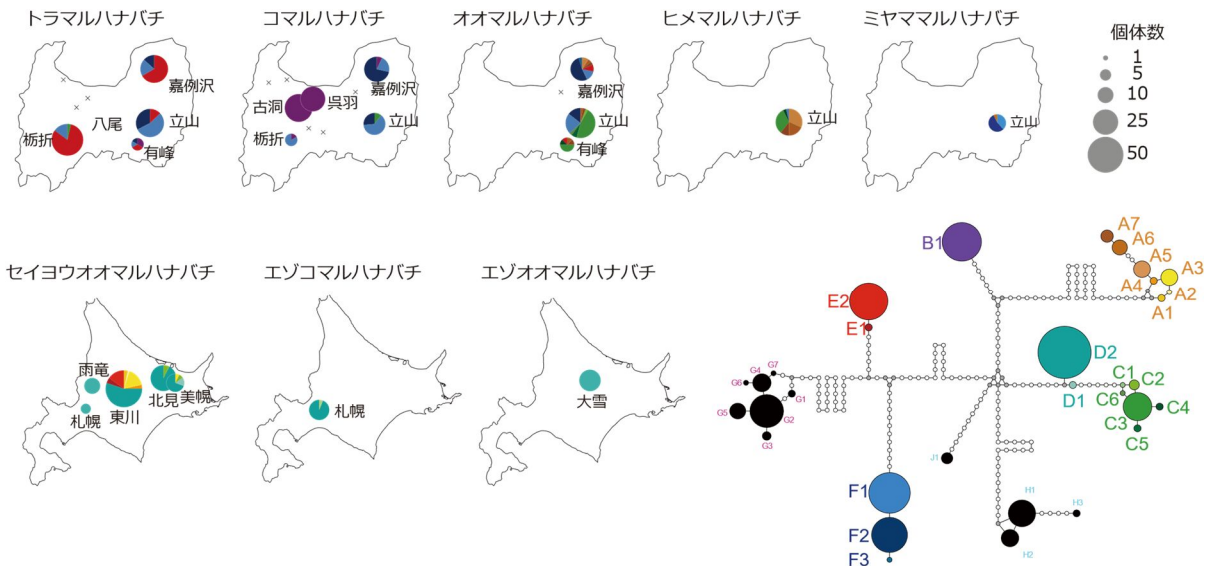 トラマルハナバチ
コマルハナバチ
オオマルハナバチ
ヒメマルハナバチ
ミヤママルハナバチ
個体数
1
5
10
25
50
嘉例沢
八尾
立山
栃折
有峰
嘉例沢
呉羽
古洞
立山
栃折
嘉例沢
立山
有峰
立山
立山
セイヨウオオマルハナバチ
エゾコマルハナバチ
エゾオオマルハナバチ
雨竜
東川
北見
美幌
札幌
札幌
大雪
B1
A7
A6
A5
A3
A4
A2
A1
E2
E1
D2
D1
C1
C2
C6
C3
C4
C5
G7
G4
G6
G1
G5
G2
G3
J1
F1
F2
F3
H1
H3
H2